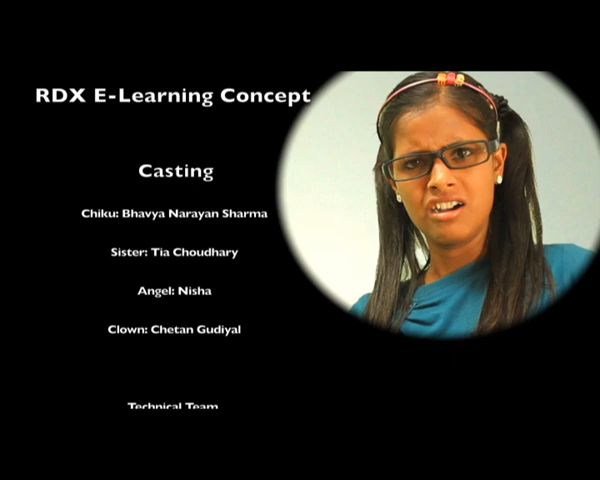 RDX E-Learning Concept
Casting
Chiku: Bhavya Narayan Sharma
Sister: Tia Choudhary
Angel: Nisha
Clown: Chetan Gudiyal
Technical Team